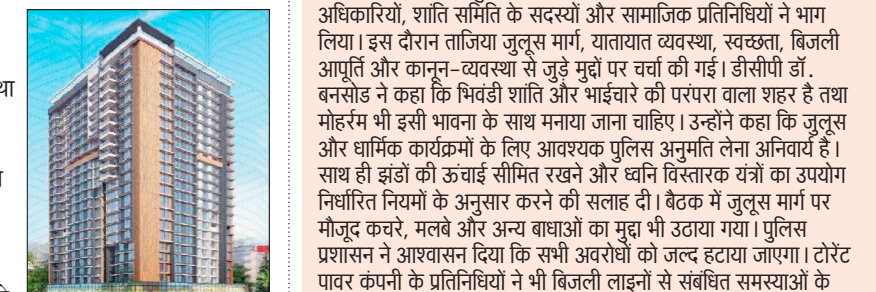 था
अधिकारियों, शांति समिति के सदस्यों और सामाजिक प्रतिनिधियों ने भाग
लिया। इस दौरान ताजिया जुलूस मार्ग, यातायात व्यवस्था, स्वच्छता, बिजली
आपूर्ति और कानून-व्यवस्था से जुड़े मुद्दों पर चर्चा की गई। डीसीपी डॉ.
बनसोड ने कहा कि भिवंडी शांति और भाईचारे की परंपरा वाला शहर है तथा
मोहर्रम भी इसी भावना के साथ मनाया जाना चाहिए। उन्होंने कहा कि जुलूस
और धार्मिक कार्यक्रमों के लिए आवश्यक पुलिस अनुमति लेना अनिवार्य है।
साथ ही झंडों की ऊंचाई सीमित रखने और ध्वनि विस्तारक यंत्रों का उपयोग
निर्धारित नियमों के अनुसार करने की सलाह दी। बैठक में जुलूस मार्ग पर
मौजूद कचरे, मलबे और अन्य बाधाओं का मुद्दा भी उठाया गया। पुलिस
प्रशासन ने आश्वासन दिया कि सभी अवरोधों को जल्द हटाया जाएगा। टोरेंट
पावर कंपनी के प्रतिनिधियों ने भी बिजली लाइनों से संबंधित समस्याओं के